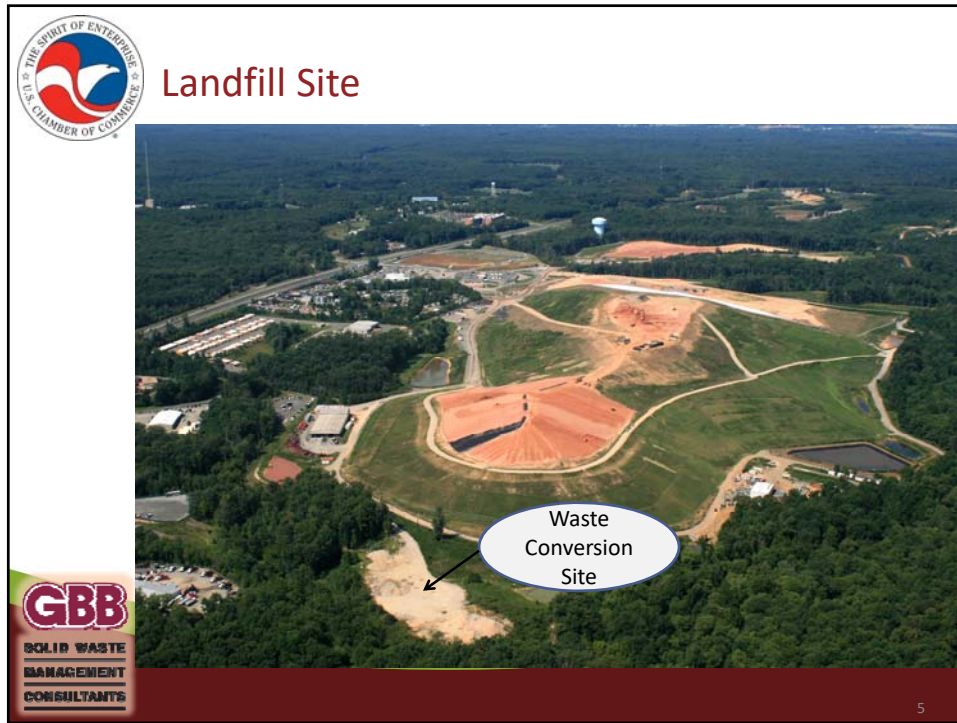 THE SPIRIT OF ENTERPRISE
U.S. CHAMBER OF COMMERCE
®
Landfill Site
Waste
Conversion
Site
GBB
SOLID WASTE
MANAGEMENT
CONSULTANTS
5